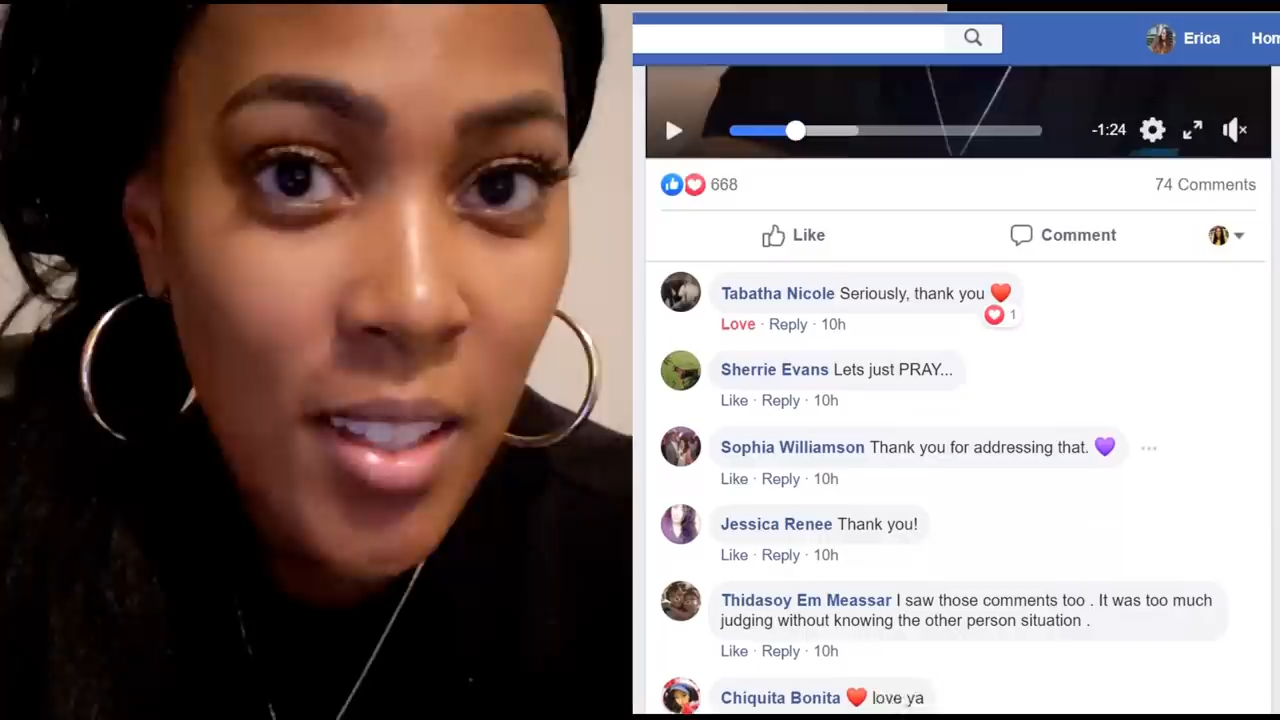 Erica Hom
-1:24
668 74 Comments
Like Comment
Tabatha Nicole Seriously, thank you ❤️
1
Love · Reply · 10h
Sherrie Evans Lets just PRAY...
Like · Reply · 10h
Sophia Williamson Thank you for addressing that. 💜
Like · Reply · 10h
Jessica Renee Thank you!
Like · Reply · 10h
Thidasoy Em Meassar I saw those comments too . It was too much
judging without knowing the other person situation .
Like · Reply · 10h
Chiquita Bonita ❤️ love ya